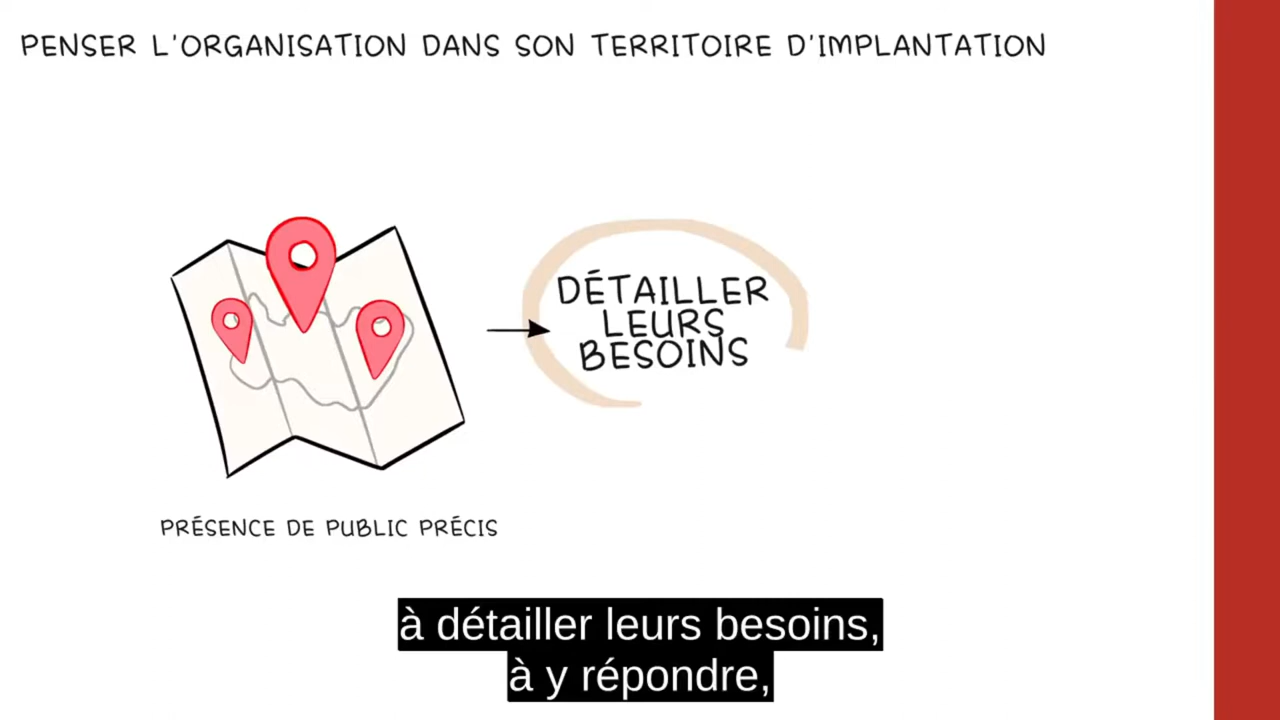 PENSER L'ORGANISATION DANS SON TERRITOIRE D'IMPLANTATION
DÉTAILLER
LEURS
BESOINS
PRÉSENCE DE PUBLIC PRÉCIS
à détailler leurs besoins,
à y répondre,